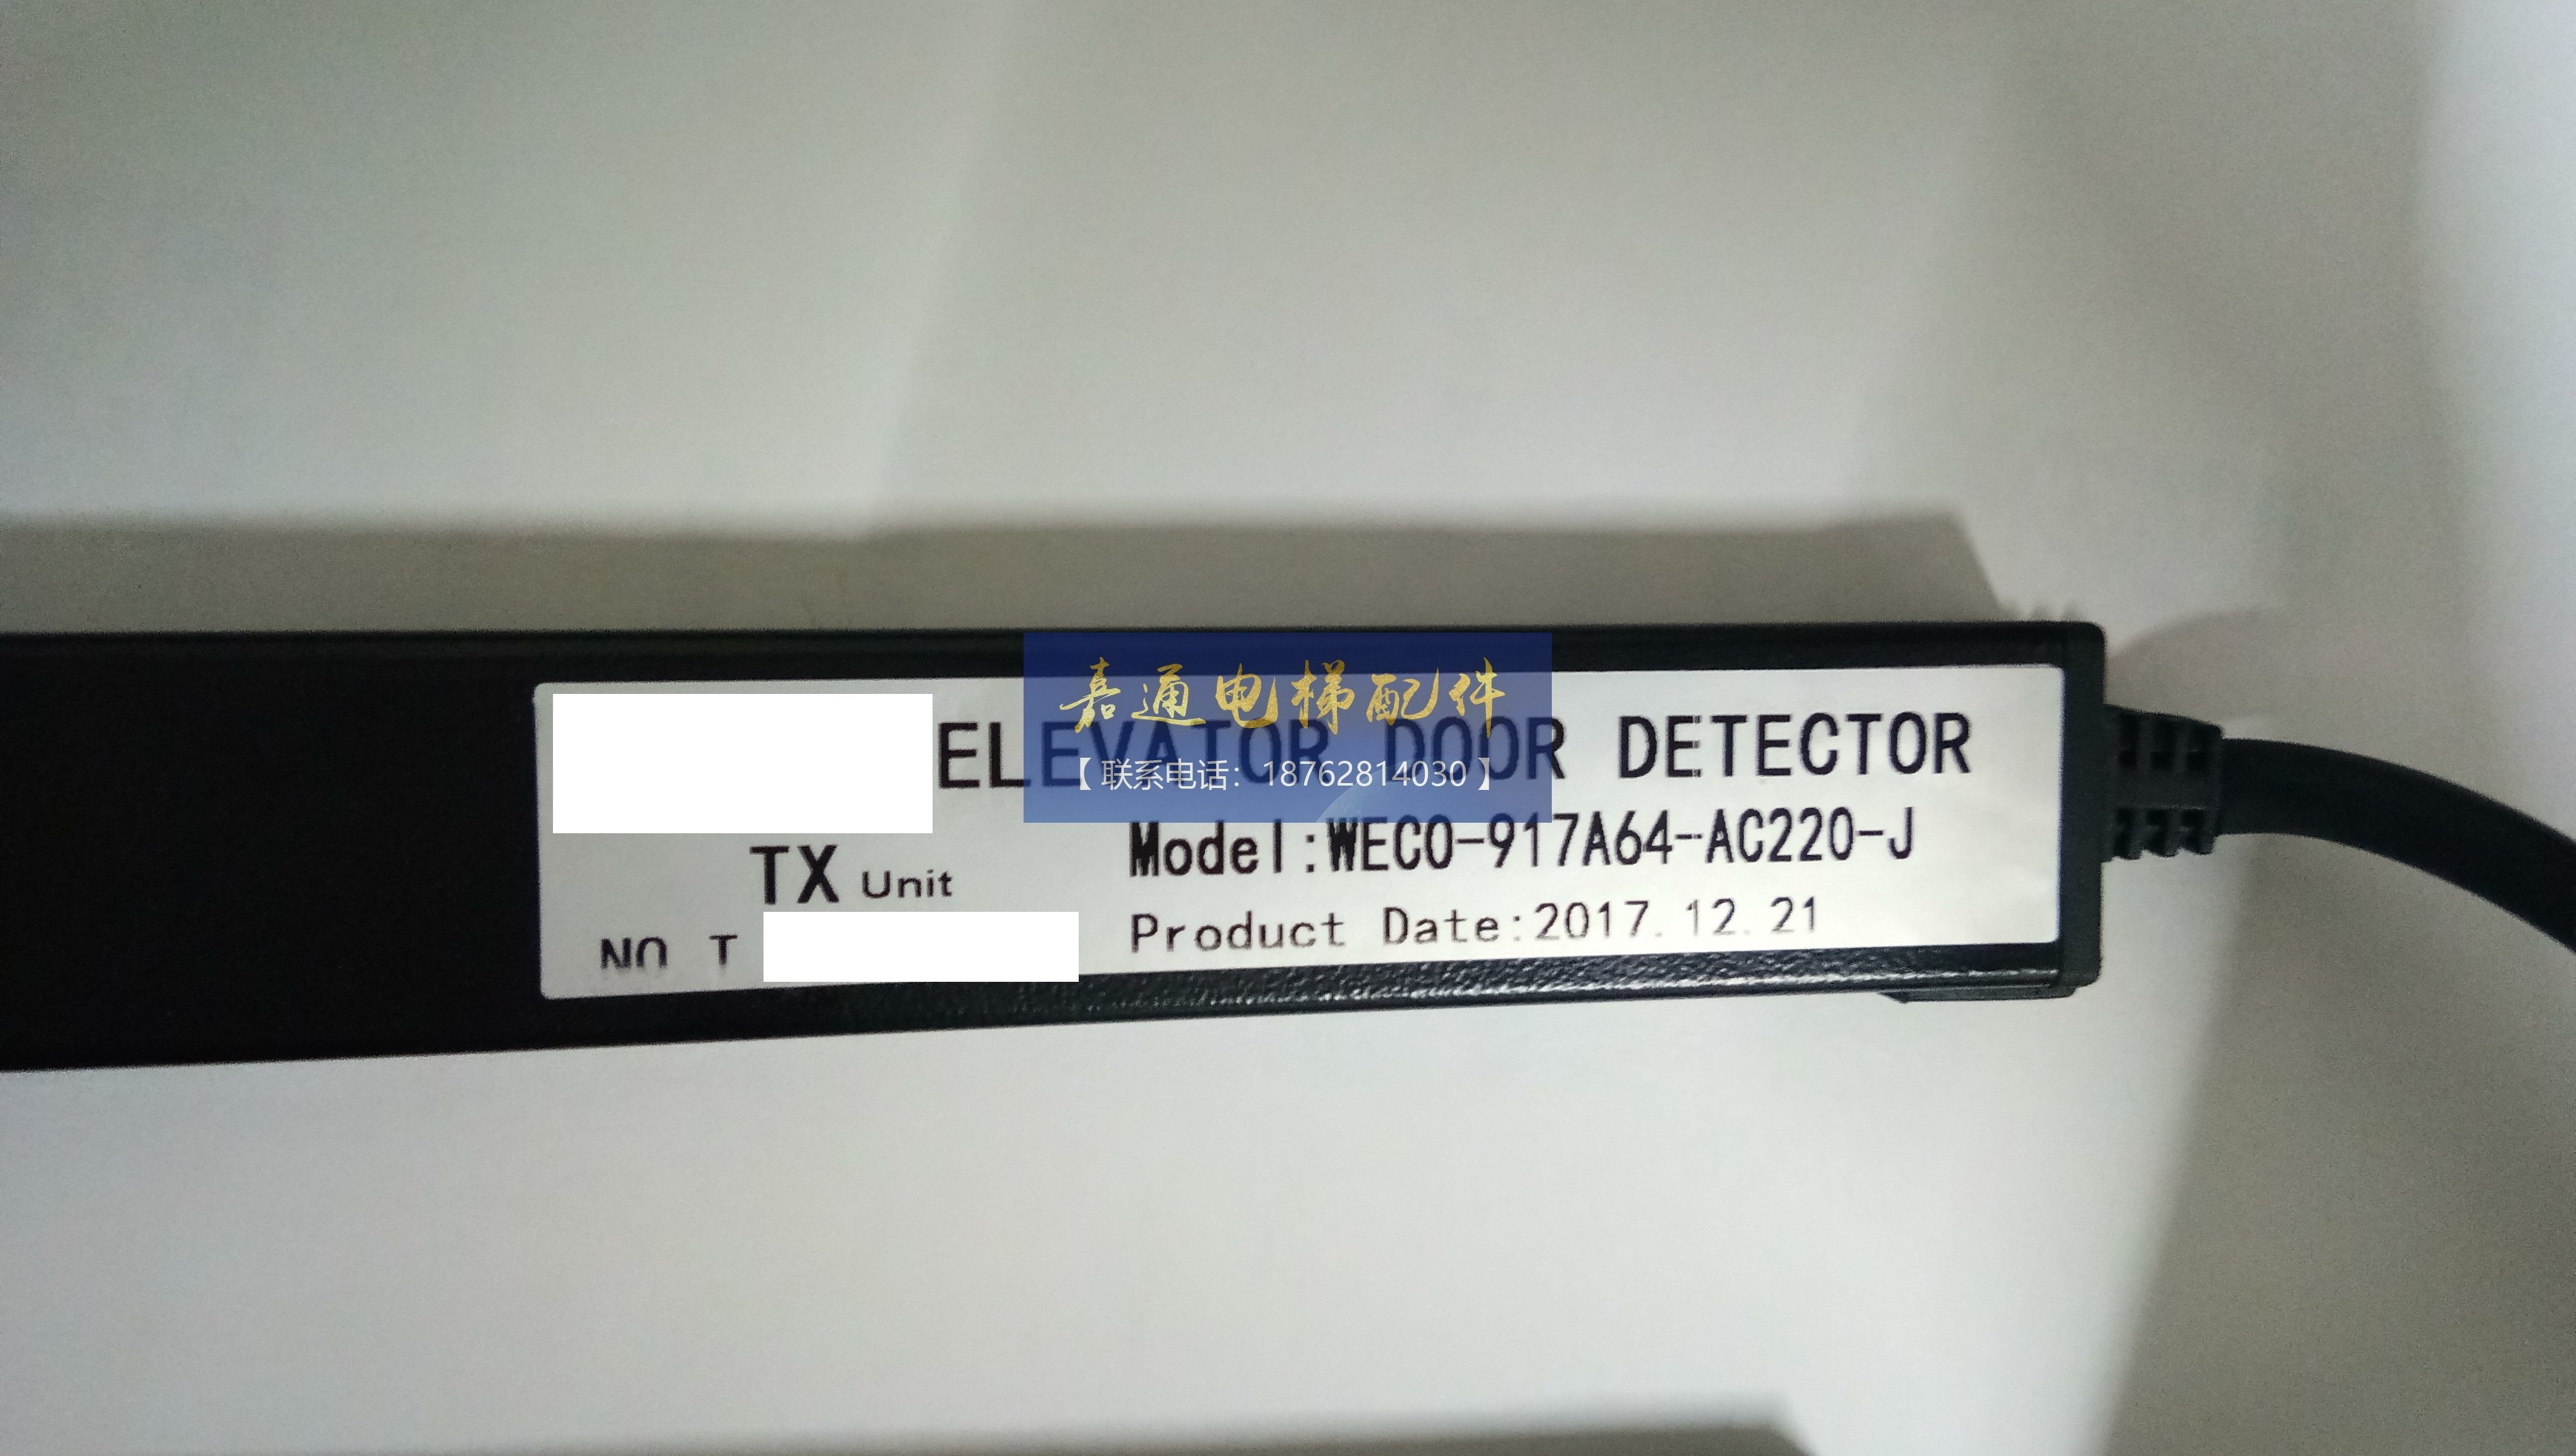 嘉通电梯配件
ELEVATOR DOOR DETECTOR
【联系电话：18762814030】
Model:WECO-917A64-AC220-J
TX Unit
Product Date:2017.12.21
NO T